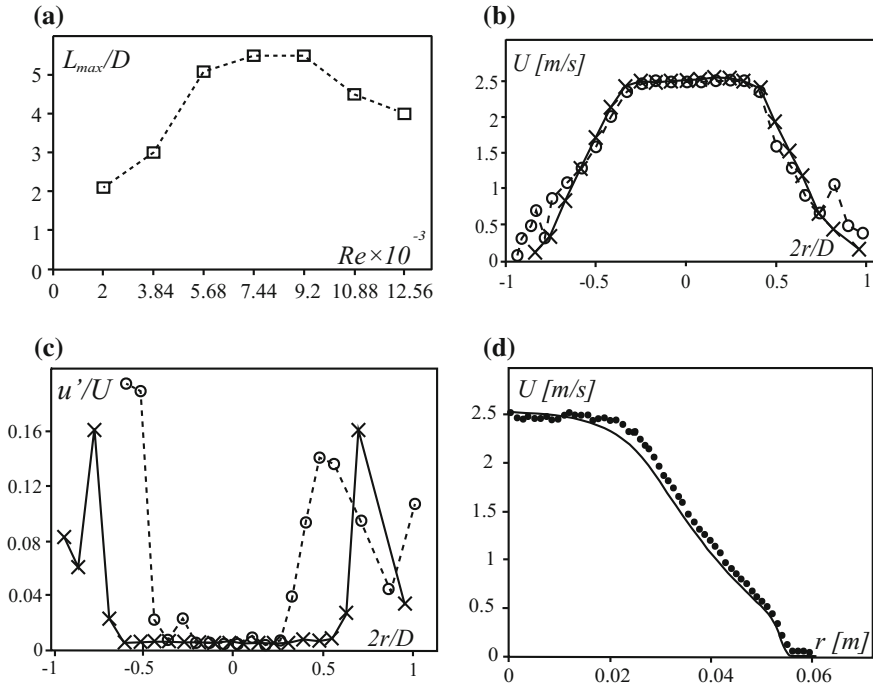 (a)
L_max/D
5
4
3
2
1
0
0 2 3.84 5.68 7.44 9.2 10.88 12.56
Re×10^-3
(b)
U [m/s]
2.5
2
1.5
1
0.5
0
-1 -0.5 0 0.5 1
2r/D
(c)
u'/U
0.16
0.12
0.08
0.04
0
-1 -0.5 0 0.5 1
2r/D
(d)
U [m/s]
2.5
2
1.5
1
0.5
0
0 0.02 0.04 0.06
r [m]